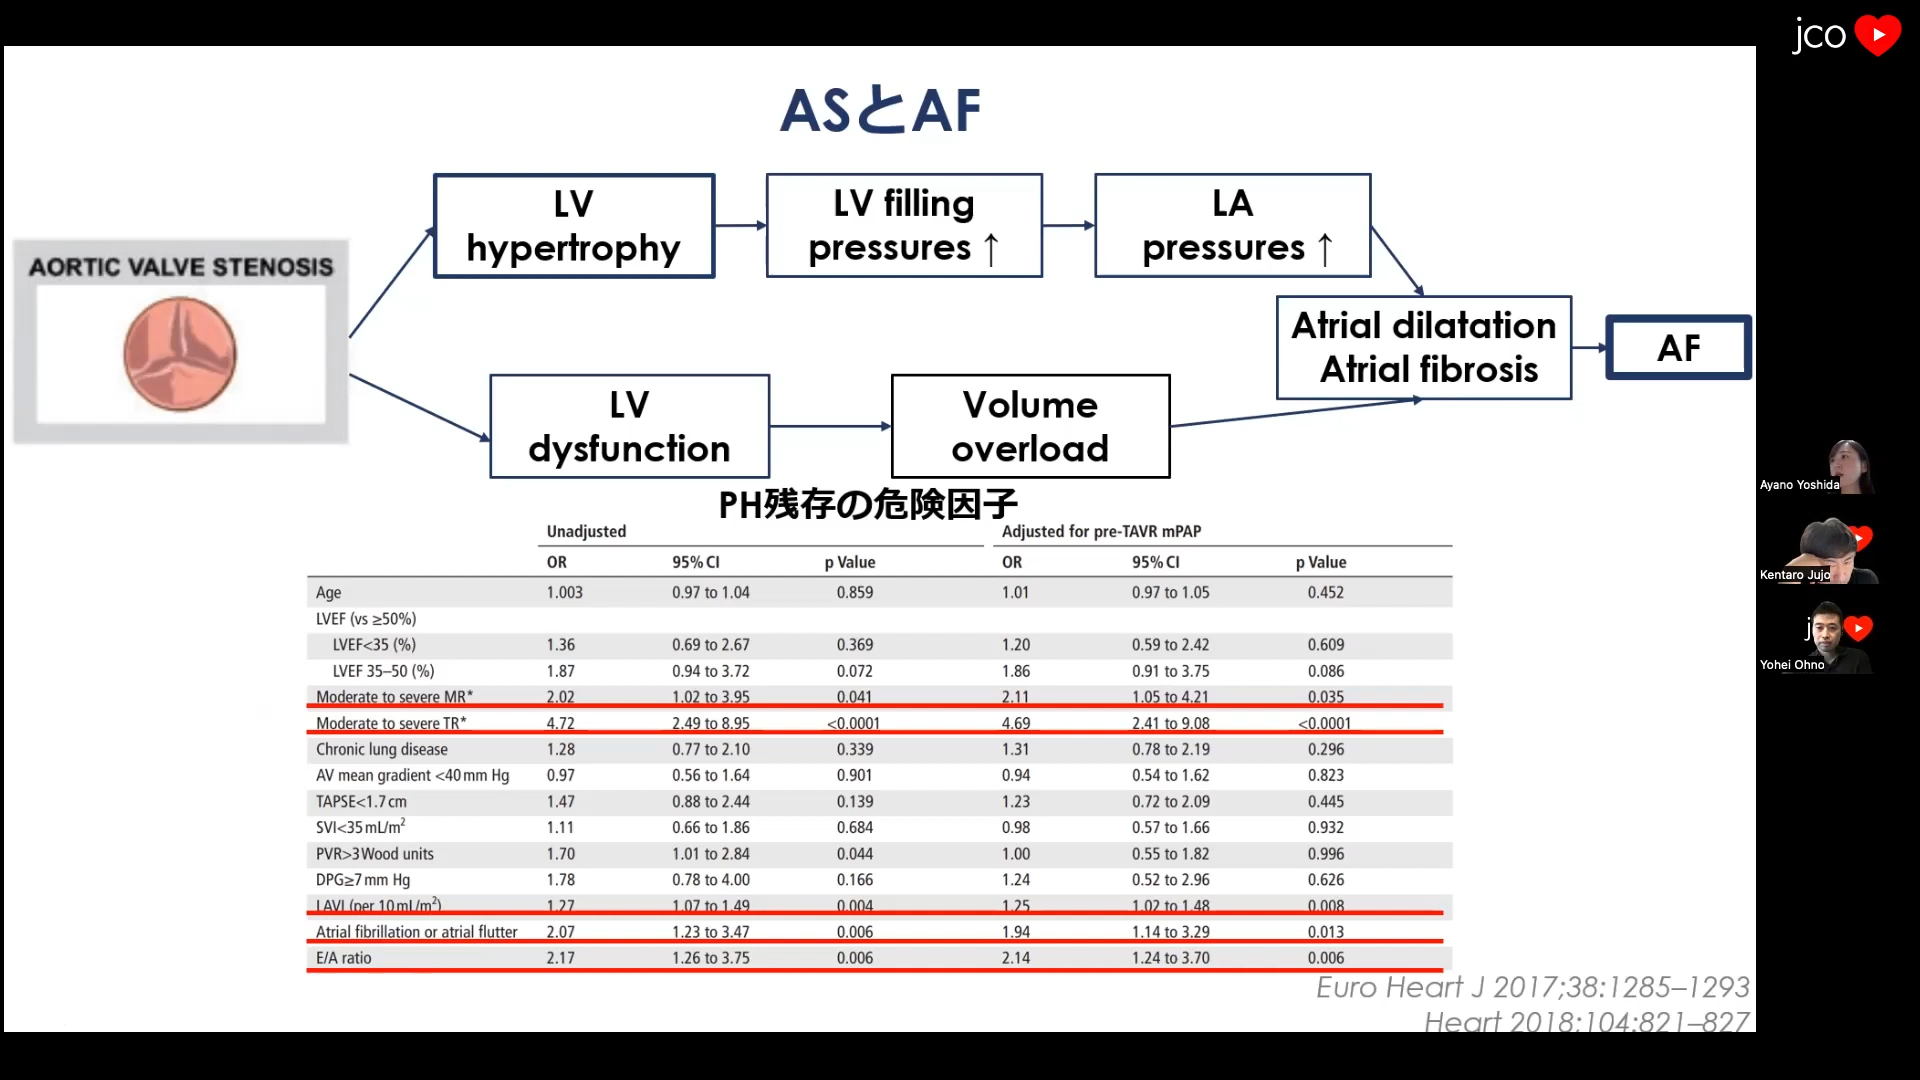 jco
ASとAF
LV
hypertrophy
LV filling
pressures ↑
LA
pressures ↑
AORTIC VALVE STENOSIS
Atrial dilatation
Atrial fibrosis
AF
LV
dysfunction
Volume
overload
PH残存の危険因子
Unadjusted Adjusted for pre-TAVR mPAP
OR 95% CI p Value OR 95% CI p Value
Age 1.003 0.97 to 1.04 0.859 1.01 0.97 to 1.05 0.452
LVEF (vs ≥50%)
LVEF<35 (%) 1.36 0.69 to 2.67 0.369 1.20 0.59 to 2.42 0.609
LVEF 35–50 (%) 1.87 0.94 to 3.72 0.072 1.86 0.91 to 3.75 0.086
Moderate to severe MR* 2.02 1.02 to 3.95 0.041 2.11 1.05 to 4.21 0.035
Moderate to severe TR* 4.72 2.49 to 8.95 <0.0001 4.69 2.41 to 9.08 <0.0001
Chronic lung disease 1.28 0.77 to 2.10 0.339 1.31 0.78 to 2.19 0.296
AV mean gradient <40 mm Hg 0.97 0.56 to 1.64 0.901 0.94 0.54 to 1.62 0.823
TAPSE<1.7 cm 1.47 0.88 to 2.44 0.139 1.23 0.72 to 2.09 0.445
SVI<35 mL/m² 1.11 0.66 to 1.86 0.684 0.98 0.57 to 1.66 0.932
PVR>3 Wood units 1.70 1.01 to 2.84 0.044 1.00 0.55 to 1.82 0.996
DPG≥7 mm Hg 1.78 0.78 to 4.00 0.166 1.24 0.52 to 2.96 0.626
LAVI (per 10 mL/m²) 1.27 1.07 to 1.49 0.004 1.25 1.02 to 1.48 0.008
Atrial fibrillation or atrial flutter 2.07 1.23 to 3.47 0.006 1.94 1.14 to 3.29 0.013
E/A ratio 2.17 1.26 to 3.75 0.006 2.14 1.24 to 3.70 0.006
Euro Heart J 2017;38:1285–1293
Heart 2018;104:821–827
Ayano Yoshida
Kentaro Jujo
Yohei Ohno